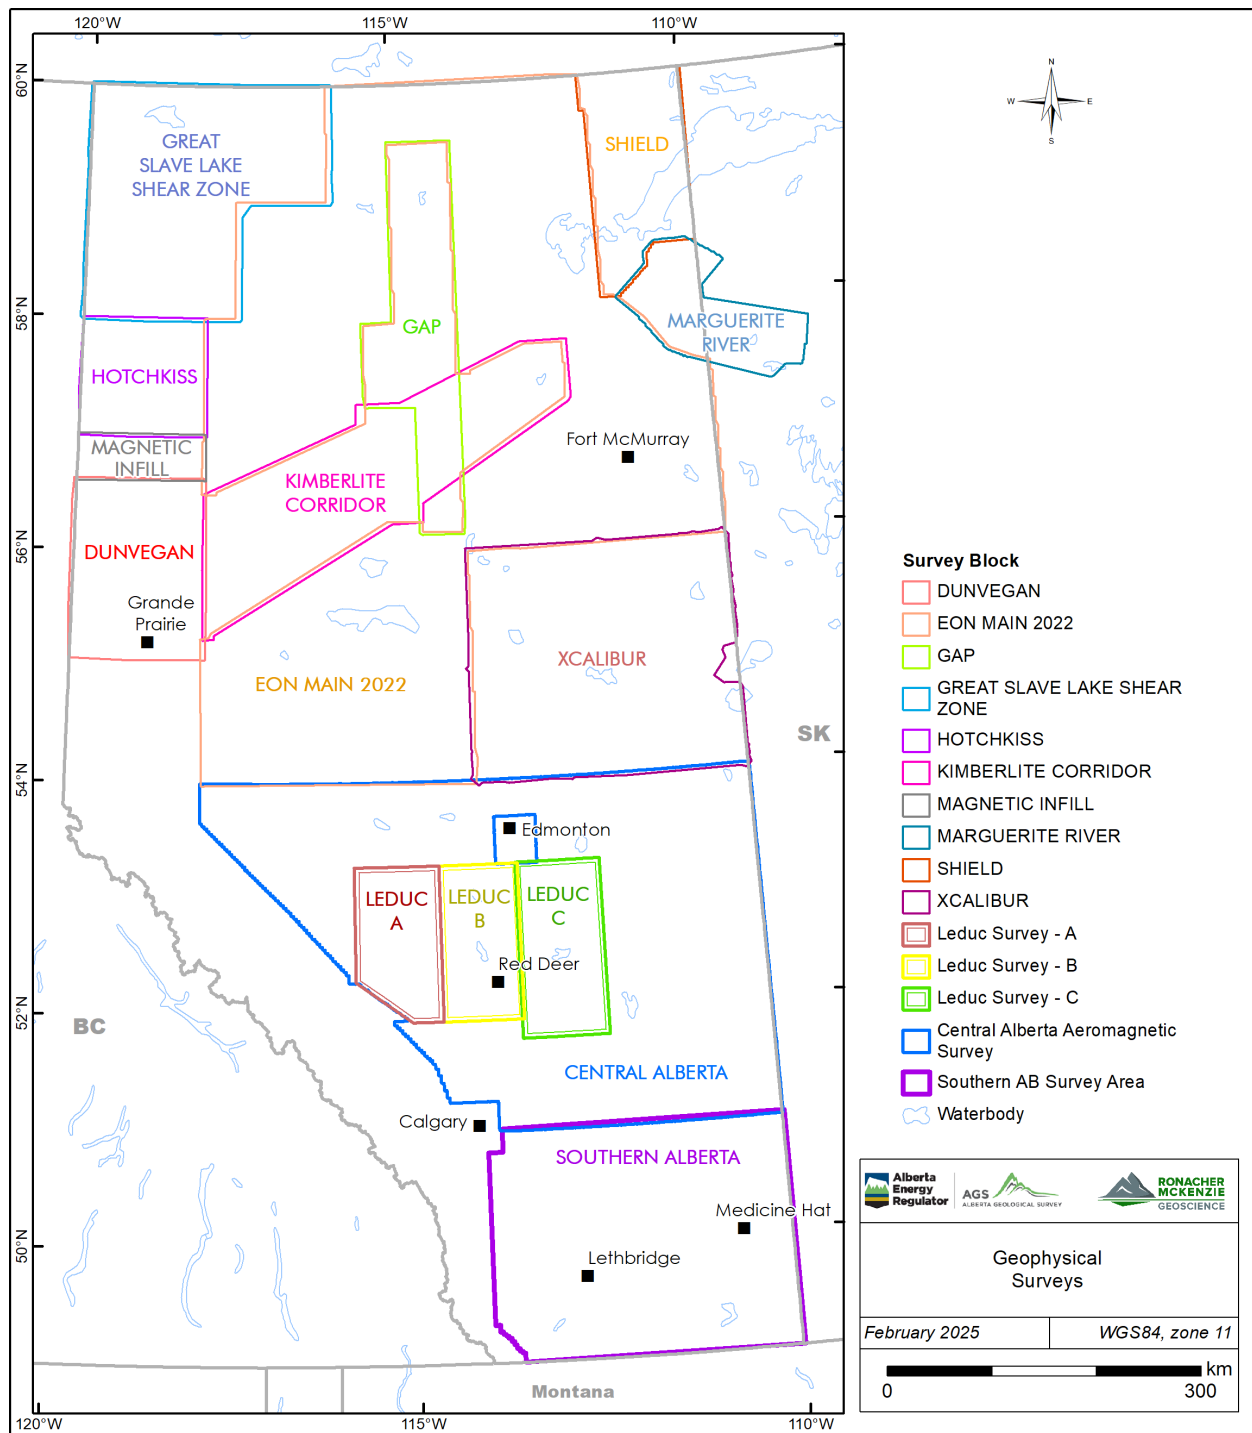 120°W
115°W
110°W
60°N
58°N
56°N
54°N
52°N
50°N
N
W
E
S
GREAT
SLAVE LAKE
SHEAR ZONE
SHIELD
GAP
MARGUERITE
RIVER
HOTCHKISS
MAGNETIC
INFILL
Fort McMurray
KIMBERLITE
CORRIDOR
DUNVEGAN
Grande
Prairie
XCALIBUR
EON MAIN 2022
SK
Edmonton
LEDUC
A
LEDUC
B
LEDUC
C
Red Deer
BC
CENTRAL ALBERTA
Calgary
SOUTHERN ALBERTA
Medicine Hat
Lethbridge
Montana
120°W
115°W
110°W
Survey Block
DUNVEGAN
EON MAIN 2022
GAP
GREAT SLAVE LAKE SHEAR
ZONE
HOTCHKISS
KIMBERLITE CORRIDOR
MAGNETIC INFILL
MARGUERITE RIVER
SHIELD
XCALIBUR
Leduc Survey - A
Leduc Survey - B
Leduc Survey - C
Central Alberta Aeromagnetic
Survey
Southern AB Survey Area
Waterbody
Alberta
Energy
Regulator
AGS
ALBERTA GEOLOGICAL SURVEY
RONACHER
MCKENZIE
GEOSCIENCE
Geophysical
Surveys
February 2025
WGS84, zone 11
km
0
300